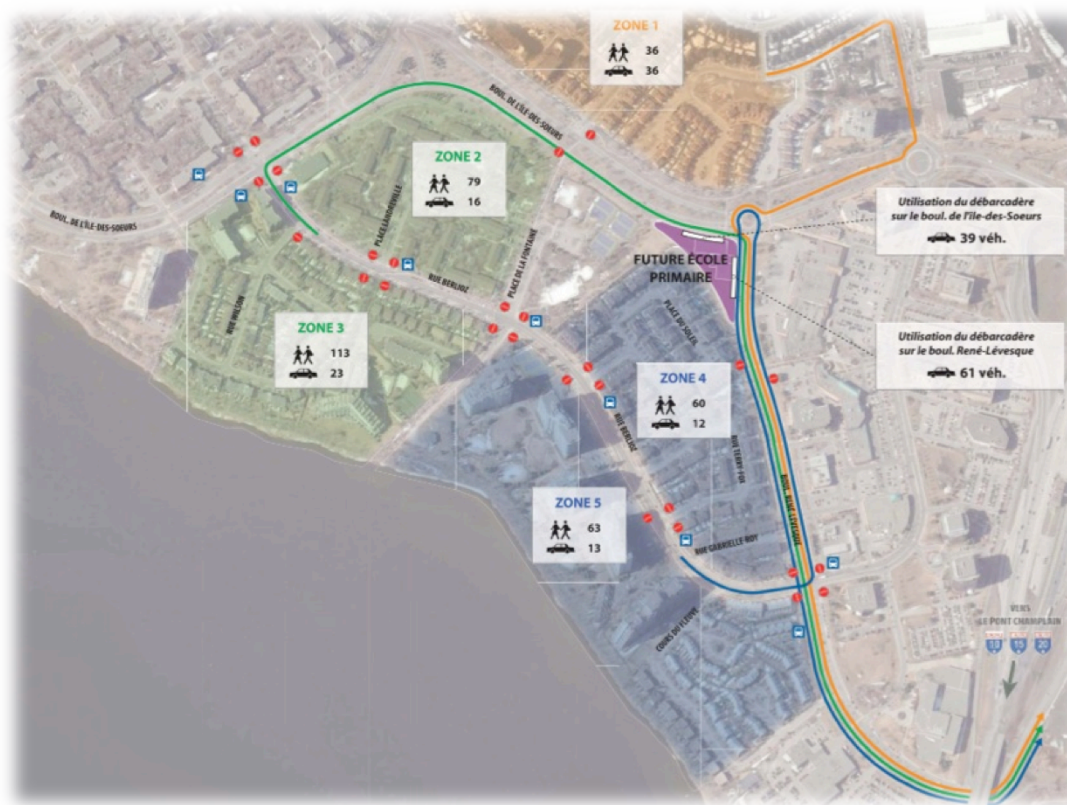 ZONE 1
36
36
BOUL. DE L'ÎLE-DES-SOEURS
ZONE 2
79
16
PLACE
BOUL. DE L'ÎLE-DES-SOEURS
Utilisation du débarcadère
sur le boul. de l'Île-des-Soeurs
39 véh.
FUTURE ÉCOLE
PRIMAIRE
PLACE DE LA FONTAINE
RUE BERLIOZ
RUE WILSON
PLACE DU SOLEIL
ZONE 3
113
23
Utilisation du débarcadère
sur le boul. René-Lévesque
61 véh.
ZONE 4
60
12
RUE BERLIOZ
RUE TERRY-FOX
BOUL. RENÉ-LÉVESQUE
ZONE 5
63
13
RUE GABRIELLE-ROY
COURS DU FLEUVE
VERS
LE PONT CHAMPLAIN
10 15 20